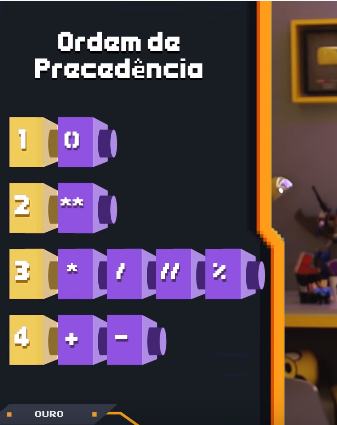 Ordem de
Precedência
1 ()
2 **
3 * / // %
4 + -
OURO